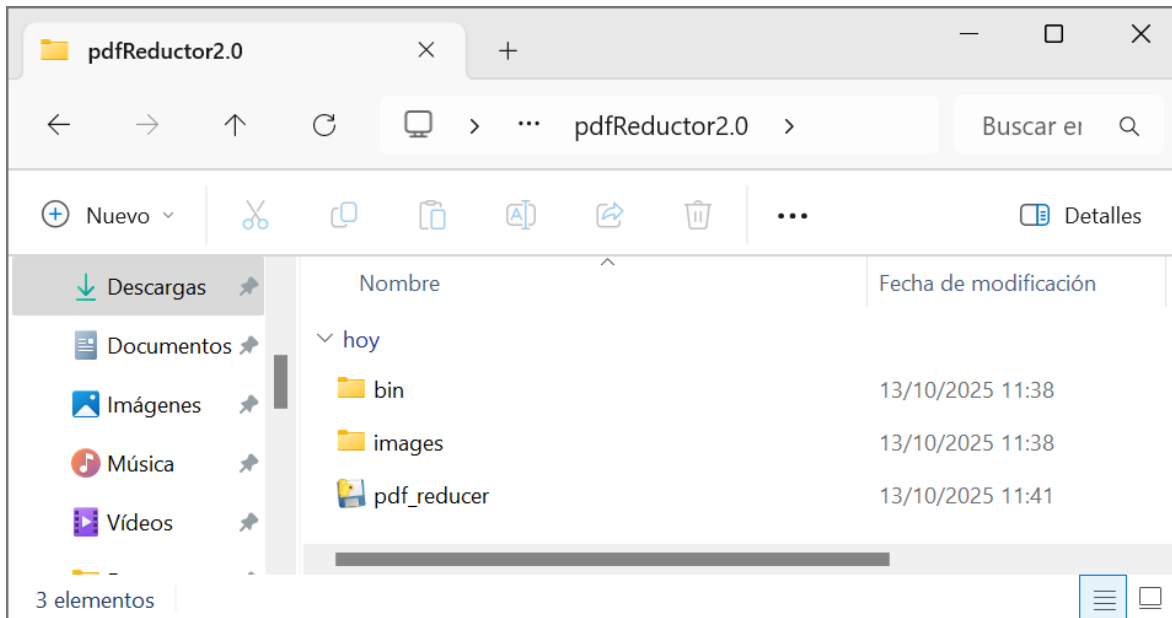 pdfReductor2.0
pdfReductor2.0
Buscar er
Nuevo
Detalles
Nombre
Fecha de modificación
Descargas
Documentos
Imágenes
Música
Vídeos
hoy
bin 13/10/2025 11:38
images 13/10/2025 11:38
pdf_reducer 13/10/2025 11:41
3 elementos